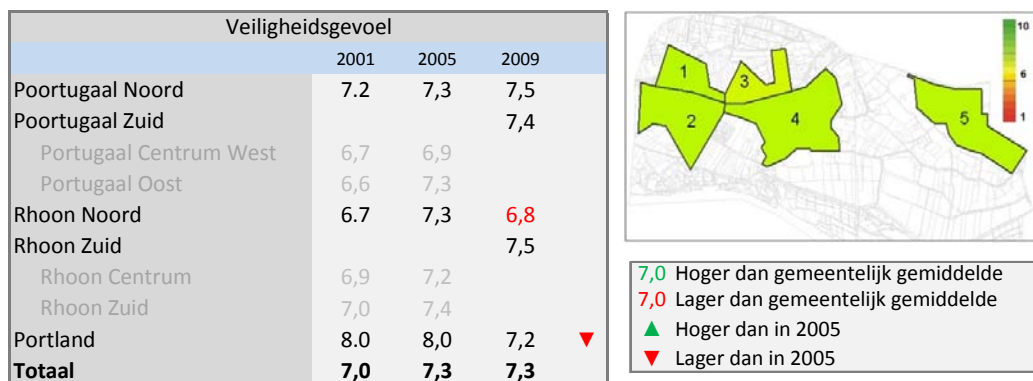 Veiligheidsgevoel
2001 2005 2009
Poortugaal Noord 7.2 7,3 7,5
Poortugaal Zuid 7,4
Portugaal Centrum West 6,7 6,9
Portugaal Oost 6,6 7,3
Rhoon Noord 6.7 7,3 6,8
Rhoon Zuid 7,5
Rhoon Centrum 6,9 7,2
Rhoon Zuid 7,0 7,4
Portland 8.0 8,0 7,2 ▼
Totaal 7,0 7,3 7,3
1
2
3
4
5
10
6
1
7,0 Hoger dan gemeentelijk gemiddelde
7,0 Lager dan gemeentelijk gemiddelde
▲ Hoger dan in 2005
▼ Lager dan in 2005